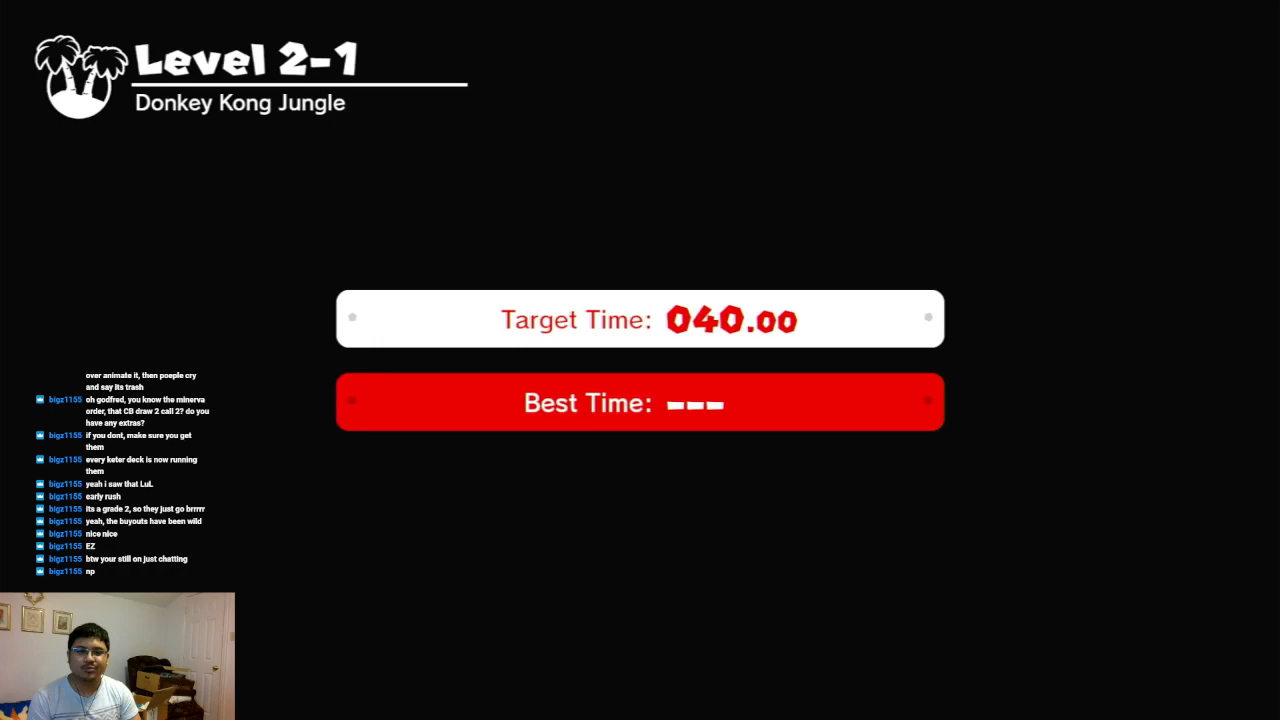 Level 2-1
Donkey Kong Jungle
Target Time: 040.00
Best Time: ---
over animate it, then poeple cry
and say its trash
bigz1155 oh godfred, you know the minerva
order, that CB draw 2 call 2? do you
have any extras?
bigz1155 if you dont, make sure you get
them
bigz1155 every keter deck is now running
them
bigz1155 yeah i saw that LuL
bigz1155 early rush
bigz1155 its a grade 2, so they just go brrrrr
bigz1155 yeah, the buyouts have been wild
bigz1155 nice nice
bigz1155 EZ
bigz1155 btw your still on just chatting
bigz1155 np